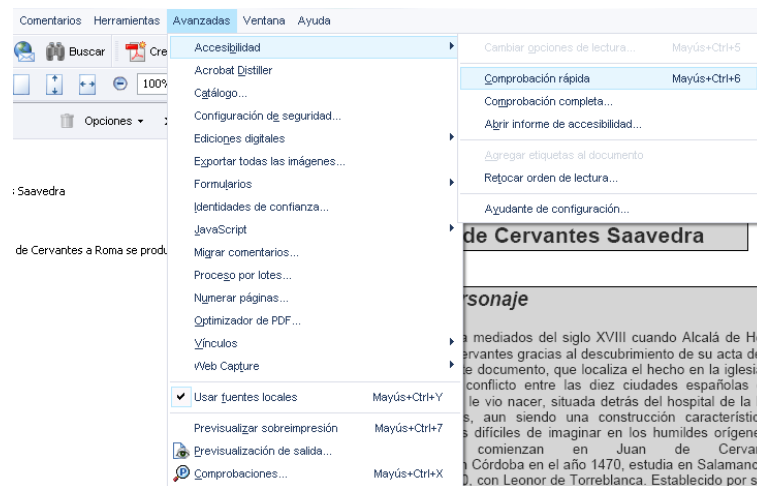 Comentarios Herramientas Avanzadas Ventana Ayuda
Buscar Cre
100%
Opciones
Saavedra
de Cervantes a Roma se produ
Accesibilidad
Acrobat Distiller
Catálogo...
Configuración de seguridad...
Ediciones digitales
Exportar todas las imágenes...
Formularios
Identidades de confianza...
JavaScript
Migrar comentarios...
Proceso por lotes...
Numerar páginas...
Optimizador de PDF...
Vínculos
Web Capture
Usar fuentes locales Mayús+Ctrl+Y
Previsualizar sobreimpresión Mayús+Ctrl+7
Previsualización de salida...
Comprobaciones... Mayús+Ctrl+X
Cambiar opciones de lectura... Mayús+Ctrl+5
Comprobación rápida Mayús+Ctrl+6
Comprobación completa...
Abrir informe de accesibilidad...
Agregar etiquetas al documento
Retocar orden de lectura...
Ayudante de configuración...
de Cervantes Saavedra
rsonaje
a mediados del siglo XVIII cuando Alcalá de H
ervantes gracias al descubrimiento de su acta d
te documento, que localiza el hecho en la iglesi
conflicto entre las diez ciudades españolas
le vio nacer, situada detrás del hospital de la
s, aun siendo una construcción característic
s difíciles de imaginar en los humildes orígene
comienzan en Juan de Cerva
n Córdoba en el año 1470, estudia en Salamanc
0, con Leonor de Torreblanca. Establecido por s